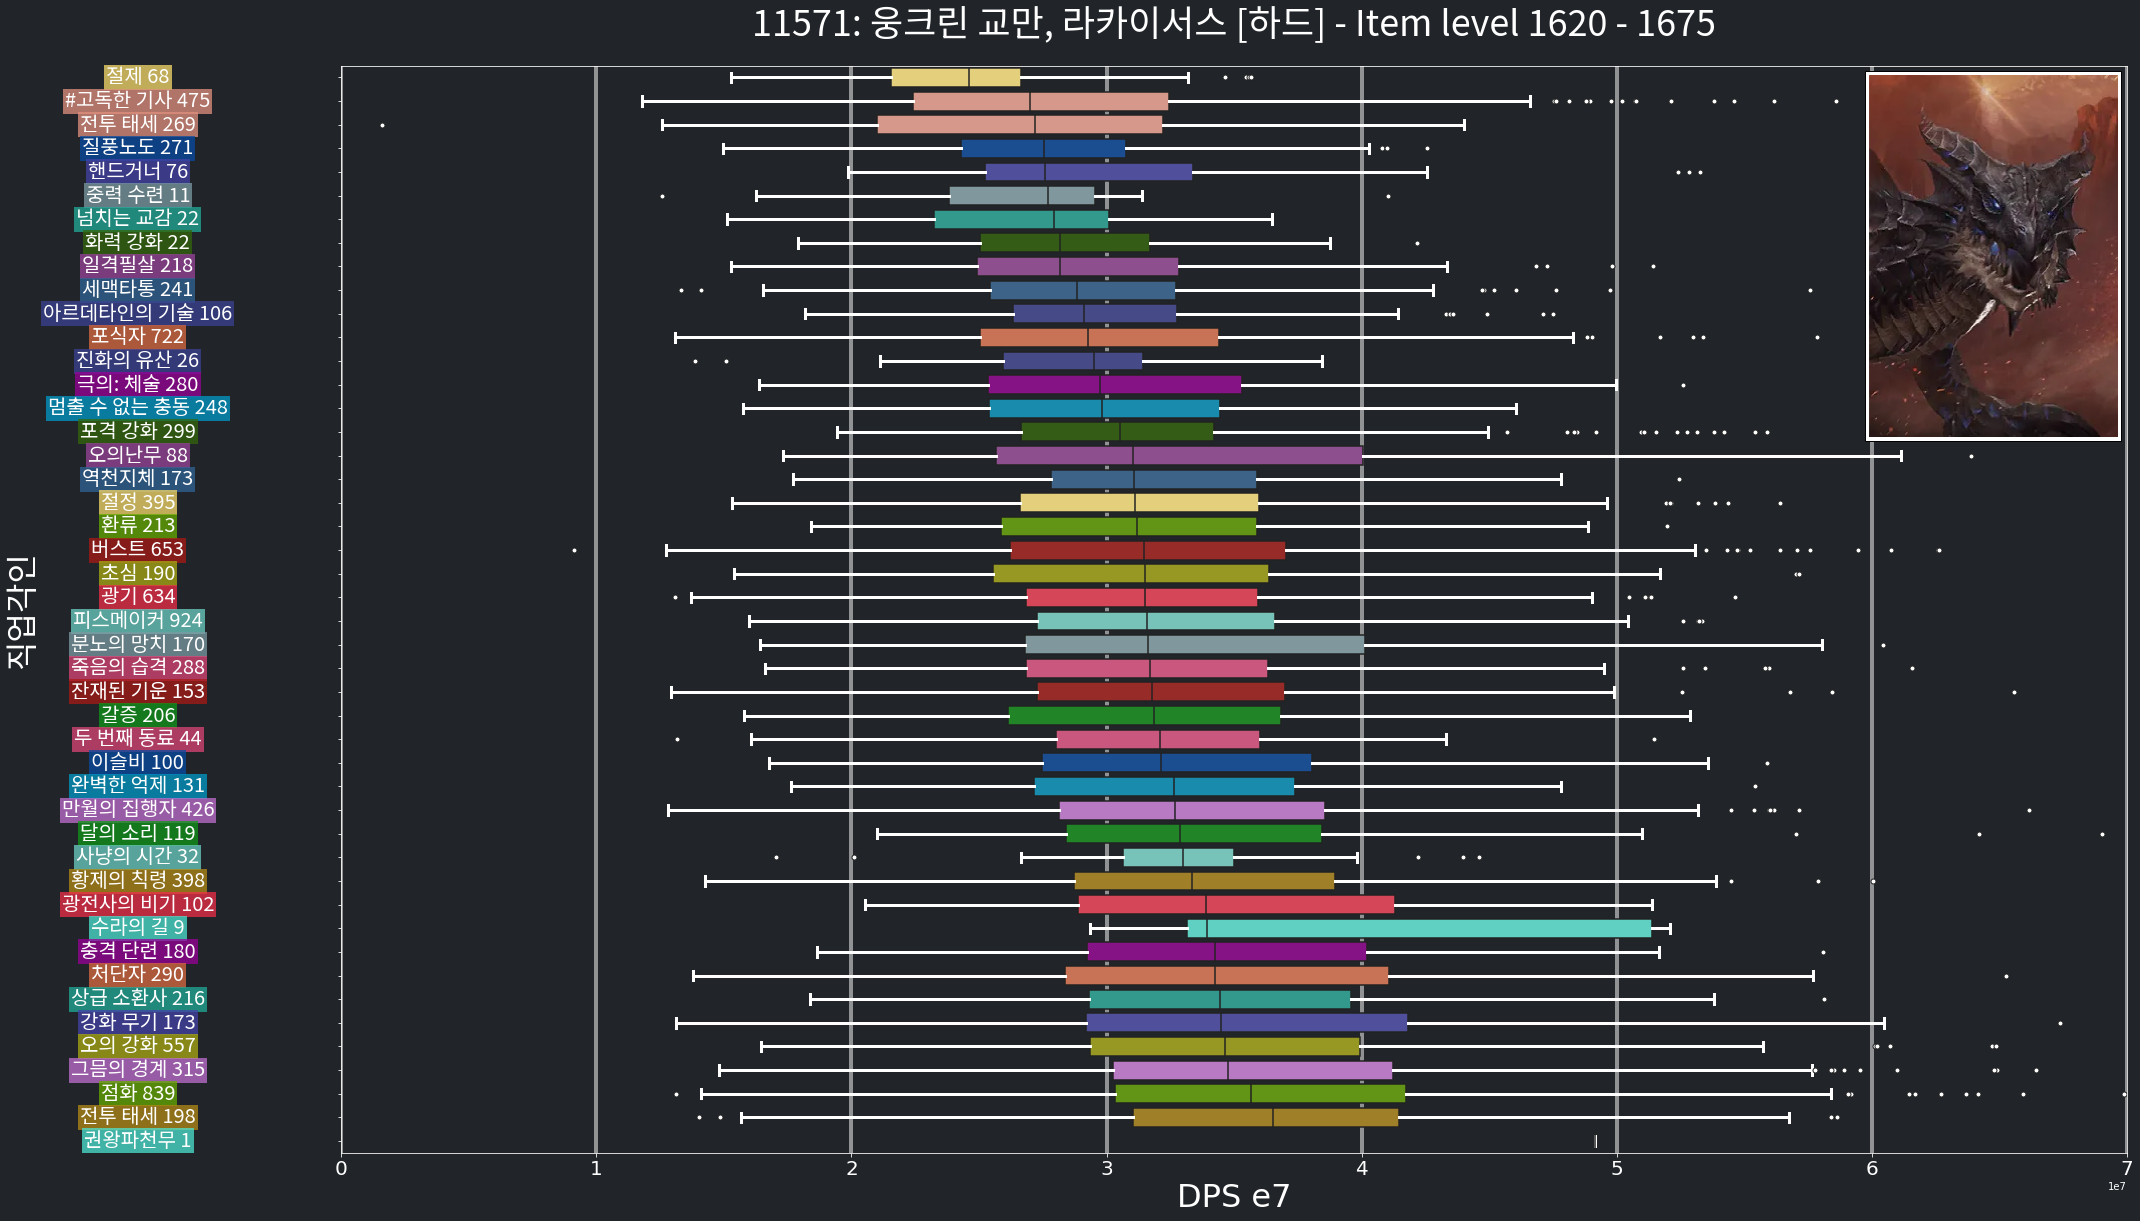 11571: 웅크린 교만, 라카이서스 [하드] - Item level 1620 - 1675
직업각인
절제 68
#고독한 기사 475
전투 태세 269
질풍노도 271
핸드거너 76
중력 수련 11
넘치는 교감 22
화력 강화 22
일격필살 218
세맥타통 241
아르데타인의 기술 106
포식자 722
진화의 유산 26
극의: 체술 280
멈출 수 없는 충동 248
포격 강화 299
오의난무 88
역천지체 173
절정 395
환류 213
버스트 653
초심 190
광기 634
피스메이커 924
분노의 망치 170
죽음의 습격 288
잔재된 기운 153
갈증 206
두 번째 동료 44
이슬비 100
완벽한 억제 131
만월의 집행자 426
달의 소리 119
사냥의 시간 32
황제의 칙령 398
광전사의 비기 102
수라의 길 9
충격 단련 180
처단자 290
상급 소환사 216
강화 무기 173
오의 강화 557
그믐의 경계 315
점화 839
전투 태세 198
권왕파천무 1
0 1 2 3 4 5 6 7
DPS e7
1e7